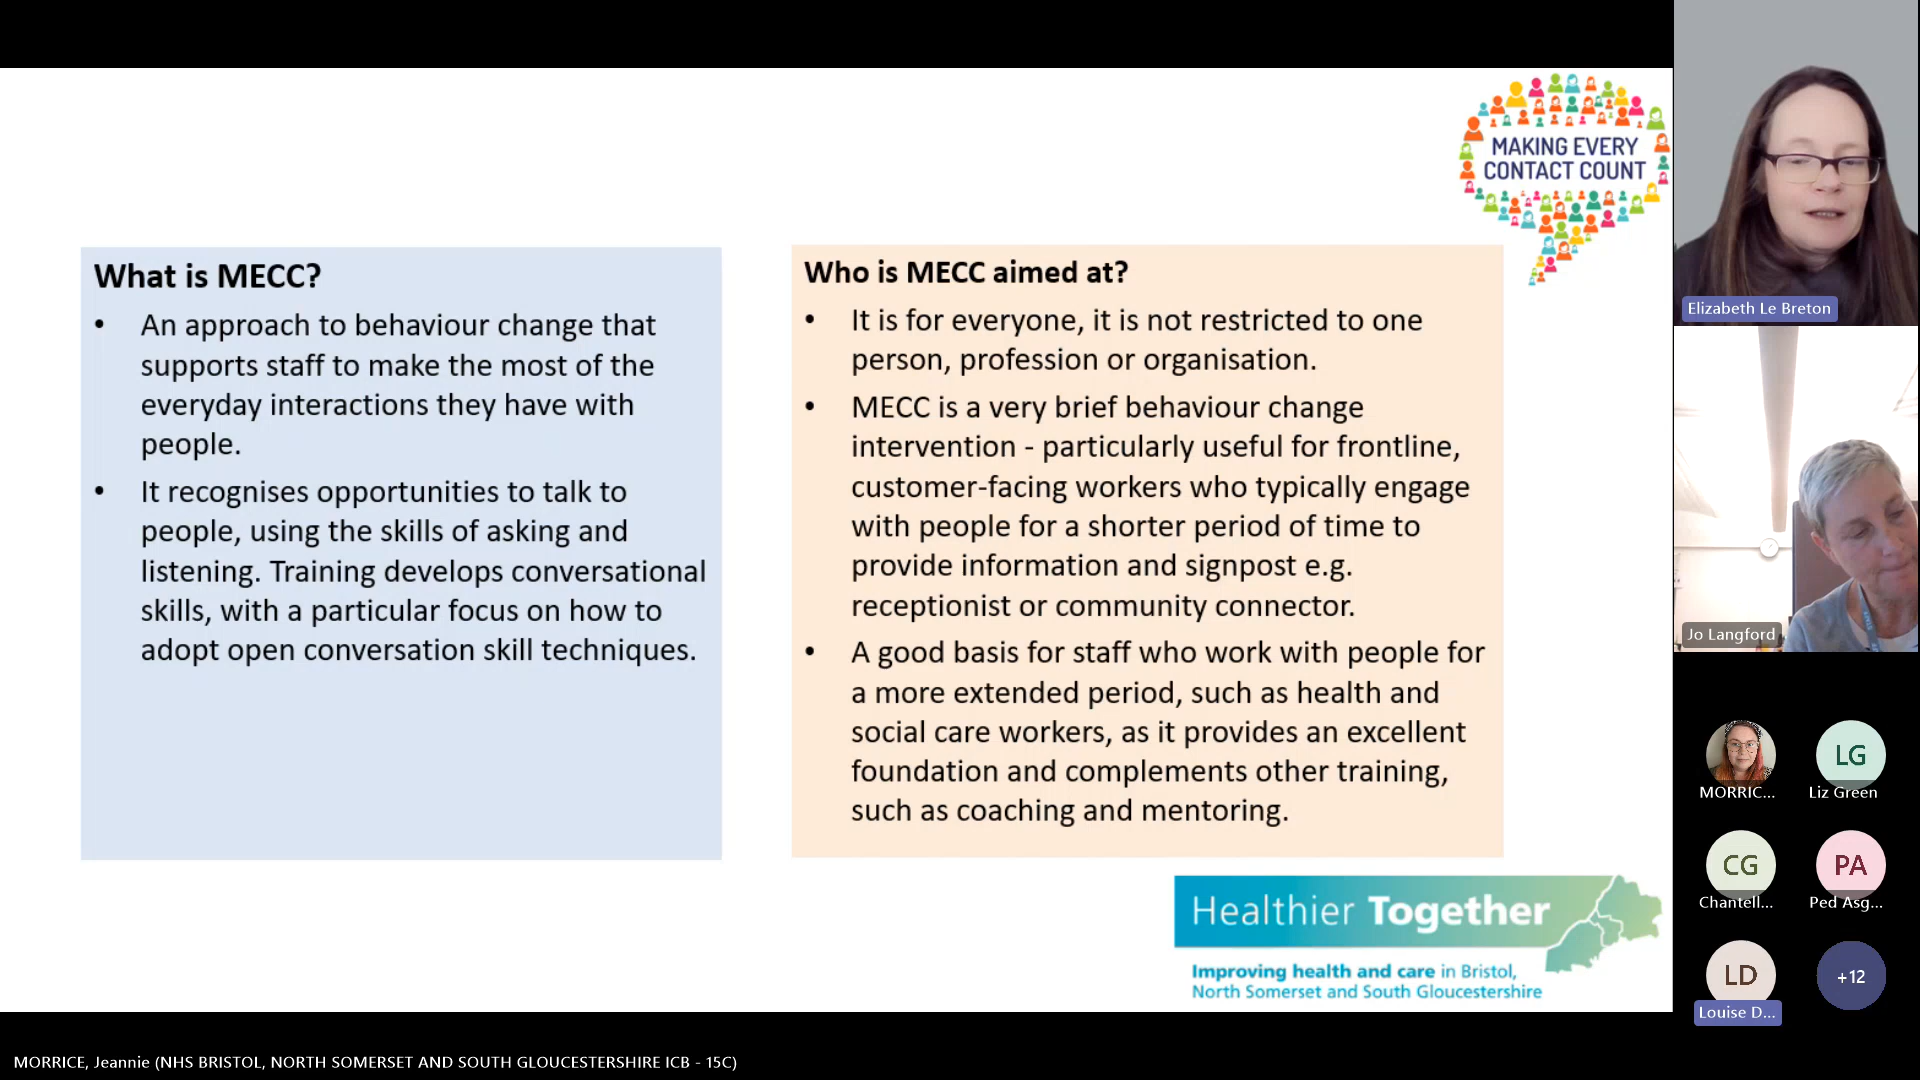 MAKING EVERY
CONTACT COUNT
What is MECC?
• An approach to behaviour change that
supports staff to make the most of the
everyday interactions they have with
people.
• It recognises opportunities to talk to
people, using the skills of asking and
listening. Training develops conversational
skills, with a particular focus on how to
adopt open conversation skill techniques.
Who is MECC aimed at?
• It is for everyone, it is not restricted to one
person, profession or organisation.
• MECC is a very brief behaviour change
intervention - particularly useful for frontline,
customer-facing workers who typically engage
with people for a shorter period of time to
provide information and signpost e.g.
receptionist or community connector.
• A good basis for staff who work with people for
a more extended period, such as health and
social care workers, as it provides an excellent
foundation and complements other training,
such as coaching and mentoring.
Healthier Together
Improving health and care in Bristol,
North Somerset and South Gloucestershire
Elizabeth Le Breton
Jo Langford
MORRIC...
LG
Liz Green
CG
Chantell...
PA
Ped Asg...
LD
Louise D...
+12
MORRICE, Jeannie (NHS BRISTOL, NORTH SOMERSET AND SOUTH GLOUCESTERSHIRE ICB - 15C)